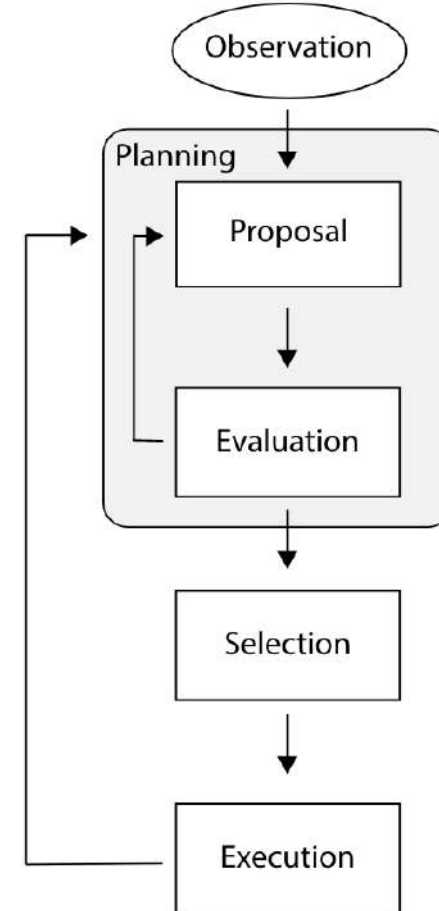 Observation
Planning
Proposal
Evaluation
Selection
Execution